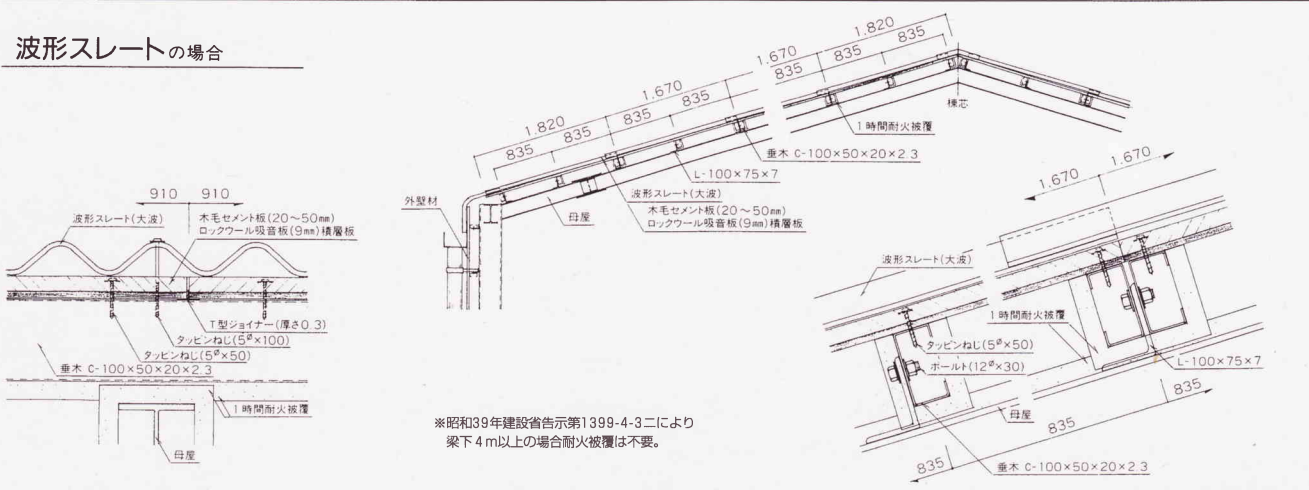 波形スレートの場合
910 910
波形スレート(大波)
木毛セメント板(20〜50㎜)
ロックウール吸音板(9㎜)積層板
T型ジョイナー(厚さ0.3)
タッピンねじ(5ø×100)
タッピンねじ(5ø×50)
垂木 C-100×50×20×2.3
1時間耐火被覆
母屋
1.820
835 835
1.670
835 835
1.670
835
1.820
835 835
棟芯
1時間耐火被覆
垂木 C-100×50×20×2.3
L-100×75×7
波形スレート(大波)
木毛セメント板(20〜50㎜)
ロックウール吸音板(9㎜)積層板
母屋
外壁材
※昭和39年建設省告示第1399-4-3ニにより
梁下4m以上の場合耐火被覆は不要。
1.670 1.670
波形スレート(大波)
1時間耐火被覆
タッピンねじ(5ø×50)
ボールト(12ø×30)
L-100×75×7
母屋
835 835 835
垂木 C-100×50×20×2.3